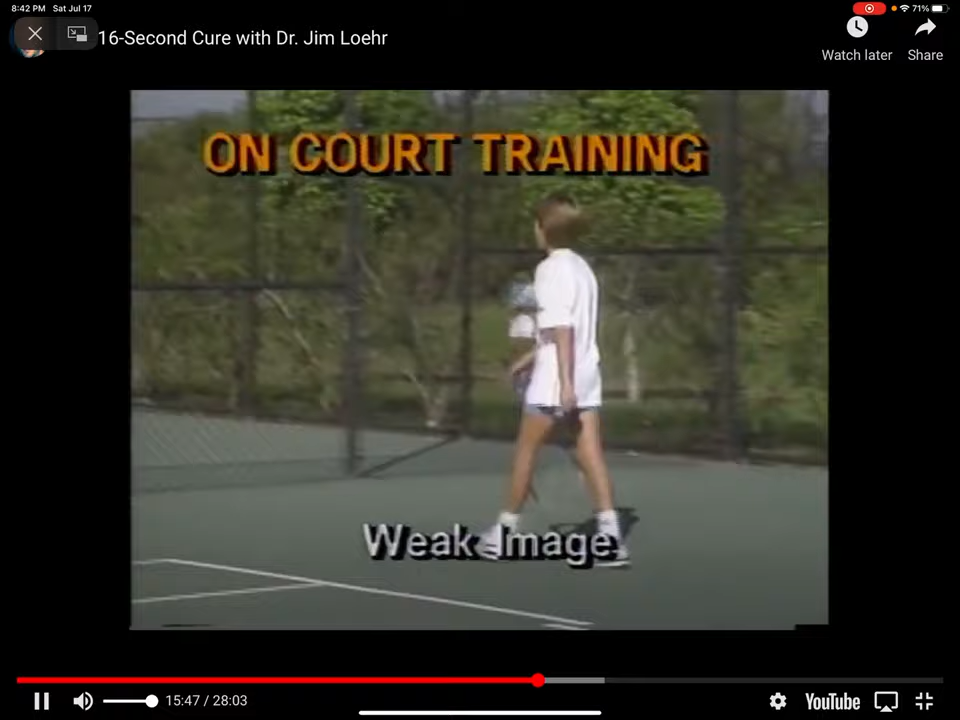 8:42 PM Sat Jul 17
71%
16-Second Cure with Dr. Jim Loehr
Watch later
Share
ON COURT TRAINING
Weak Image
15:47 / 28:03
YouTube